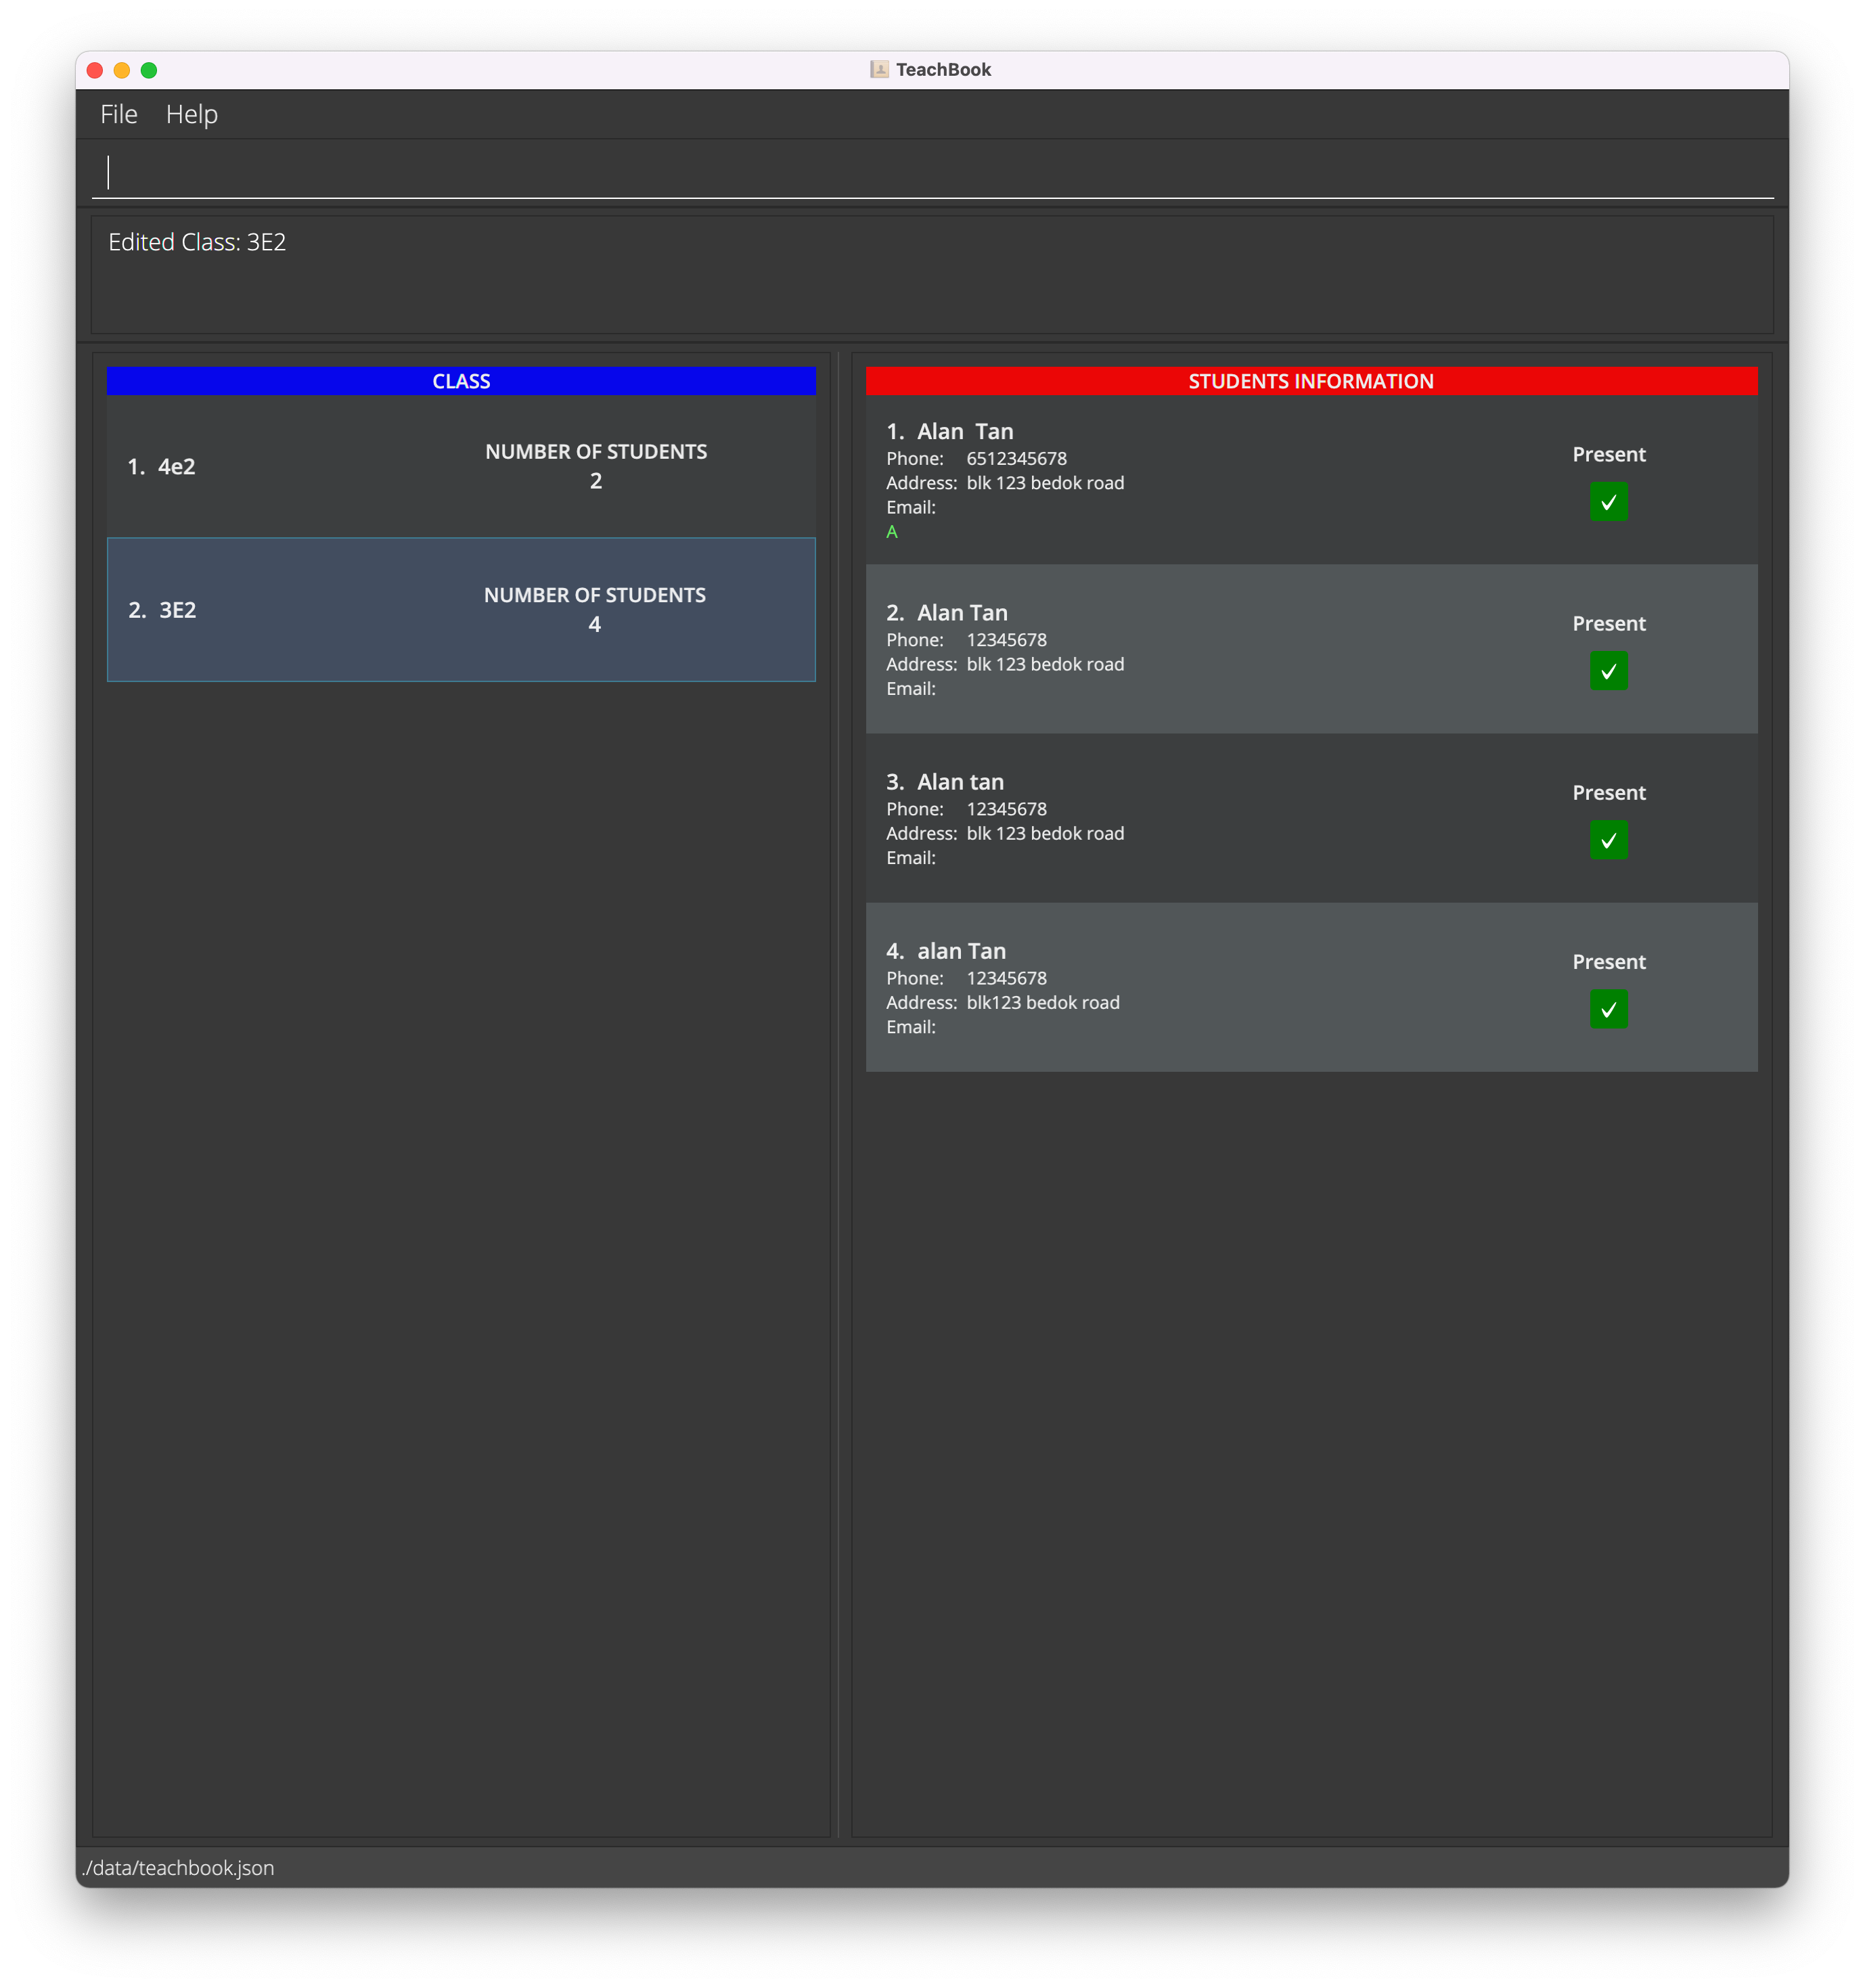 TeachBook
File Help
Edited Class: 3E2
CLASS
1. 4e2
NUMBER OF STUDENTS
2
2. 3E2
NUMBER OF STUDENTS
4
STUDENTS INFORMATION
1. Alan  Tan
Phone: 6512345678
Address: blk 123 bedok road
Email:
A
Present
2. Alan Tan
Phone: 12345678
Address: blk 123 bedok road
Email:
Present
3. Alan tan
Phone: 12345678
Address: blk 123 bedok road
Email:
Present
4. alan Tan
Phone: 12345678
Address: blk123 bedok road
Email:
Present
./data/teachbook.json